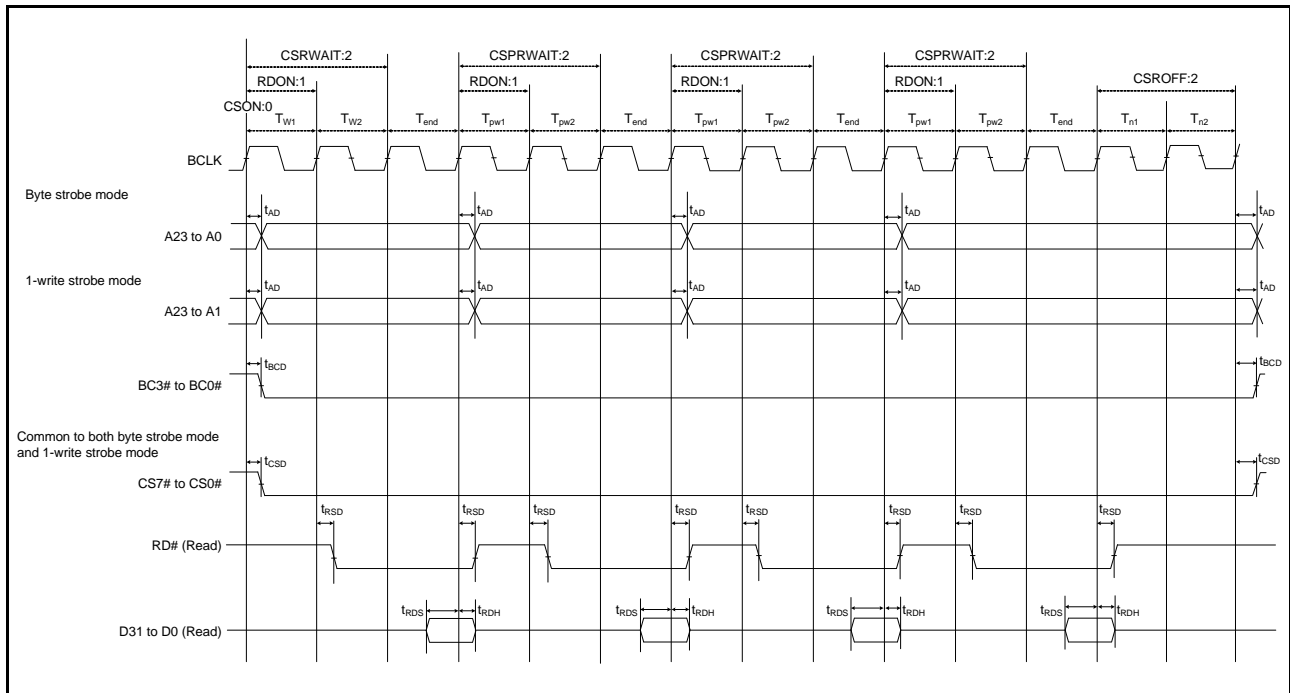 CSRWAIT:2 CSPRWAIT:2 CSPRWAIT:2 CSPRWAIT:2
RDON:1 RDON:1 RDON:1 RDON:1 CSROFF:2
CSON:0
TW1 TW2 Tend Tpw1 Tpw2 Tend Tpw1 Tpw2 Tend Tpw1 Tpw2 Tend Tn1 Tn2
BCLK
Byte strobe mode
tAD tAD tAD tAD tAD
A23 to A0
1-write strobe mode
tAD tAD tAD tAD tAD
A23 to A1
tBCD tBCD
BC3# to BC0#
Common to both byte strobe mode
and 1-write strobe mode
tCSD tCSD
CS7# to CS0#
tRSD tRSD tRSD tRSD tRSD tRSD tRSD tRSD
RD# (Read)
tRDS tRDH tRDS tRDH tRDS tRDH tRDS tRDH
D31 to D0 (Read)